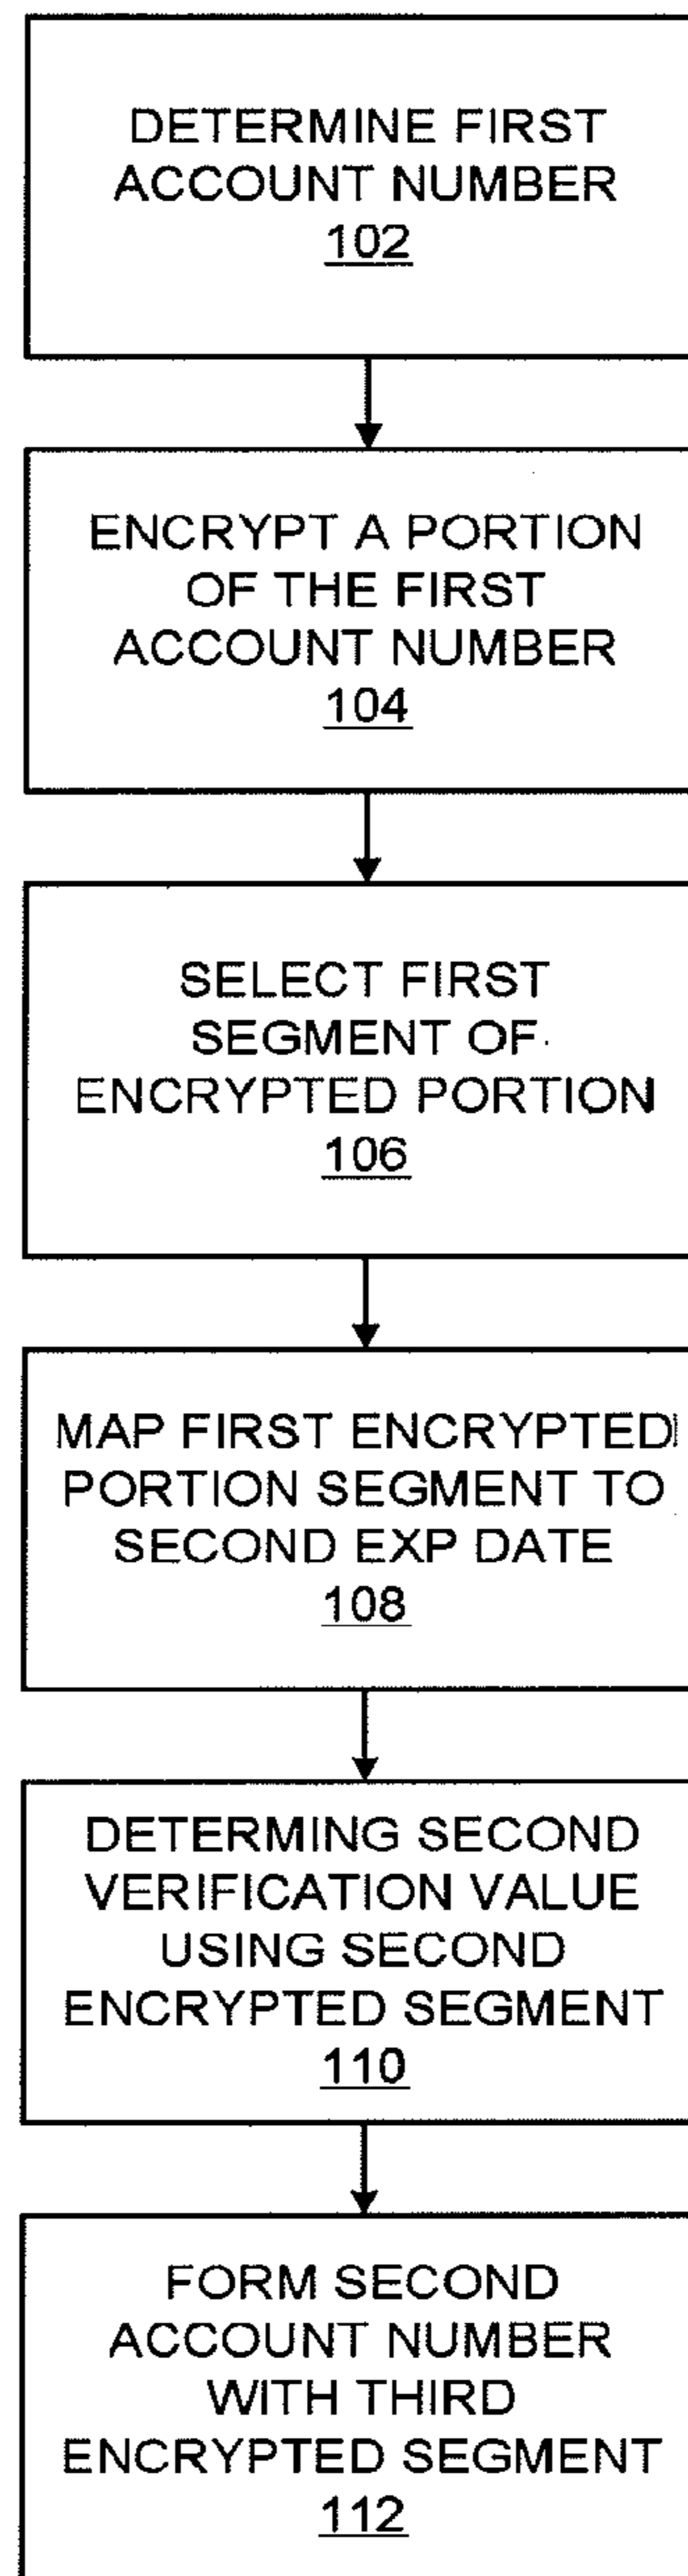 DETERMINE FIRST
ACCOUNT NUMBER
102
ENCRYPT A PORTION
OF THE FIRST
ACCOUNT NUMBER
104
SELECT FIRST
SEGMENT OF
ENCRYPTED PORTION
106
MAP FIRST ENCRYPTED
PORTION SEGMENT TO
SECOND EXP DATE
108
DETERMING SECOND
VERIFICATION VALUE
USING SECOND
ENCRYPTED SEGMENT
110
FORM SECOND
ACCOUNT NUMBER
WITH THIRD
ENCRYPTED SEGMENT
112